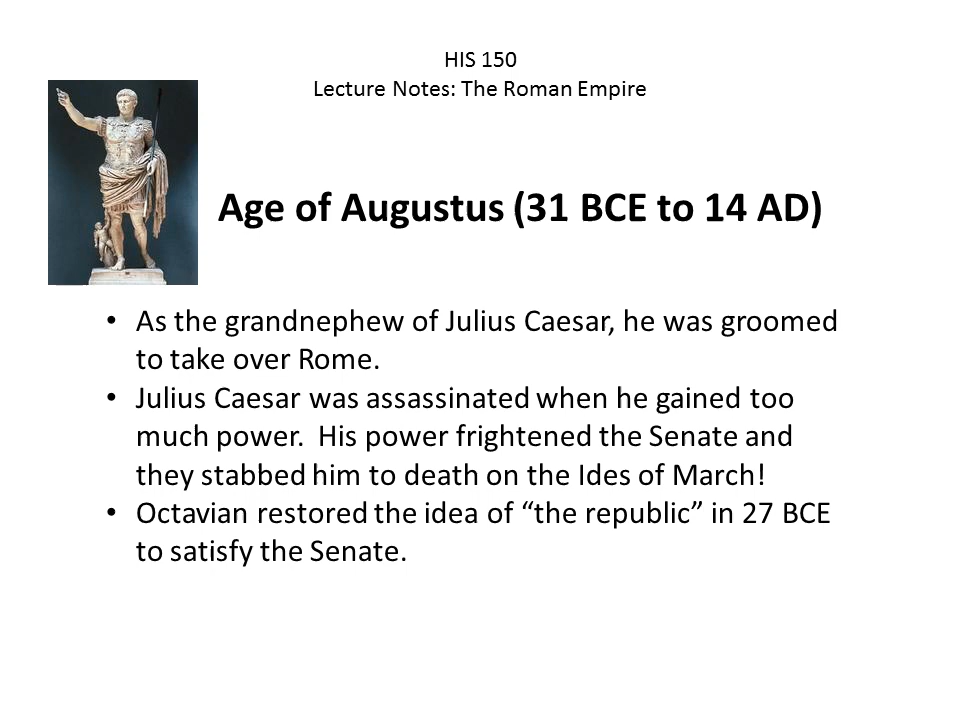 HIS 150
Lecture Notes: The Roman Empire
Age of Augustus (31 BCE to 14 AD)
• As the grandnephew of Julius Caesar, he was groomed
to take over Rome.
• Julius Caesar was assassinated when he gained too
much power.  His power frightened the Senate and
they stabbed him to death on the Ides of March!
• Octavian restored the idea of “the republic” in 27 BCE
to satisfy the Senate.